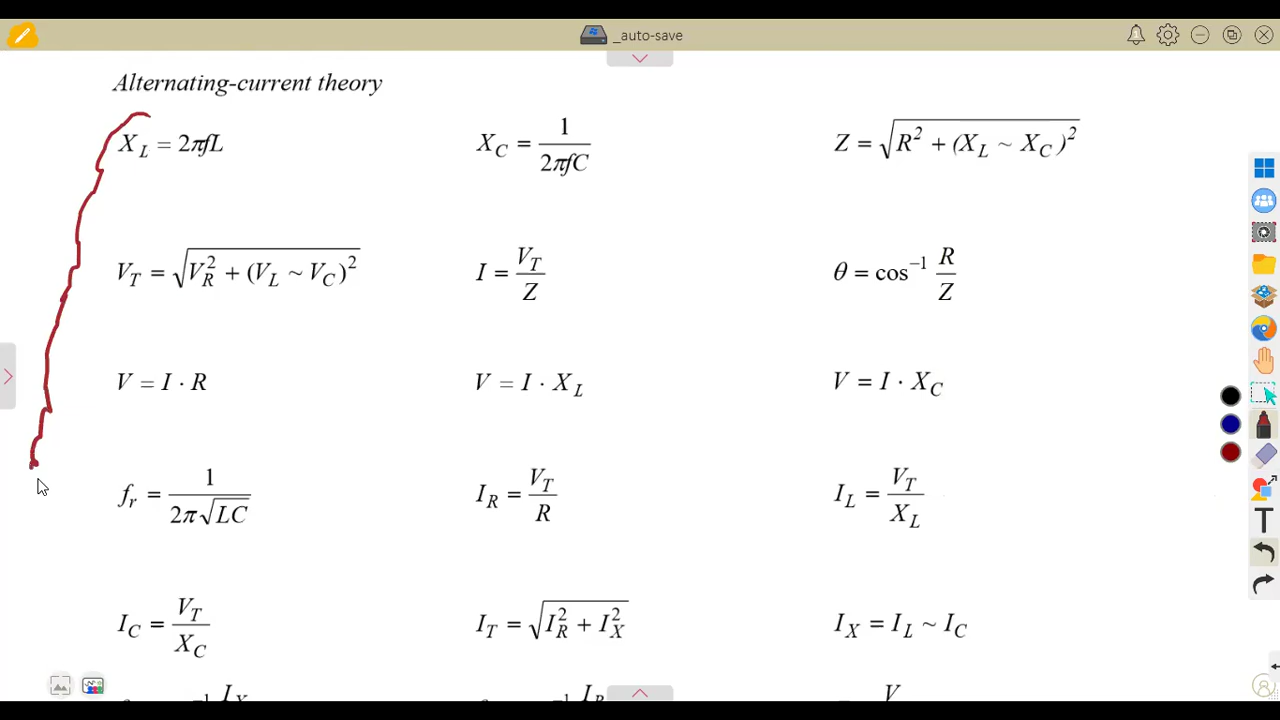 _auto-save
Alternating-current theory
X_L = 2πfL
X_C = 1/(2πfC)
Z = √(R² + (X_L ~ X_C)²)
V_T = √(V_R² + (V_L ~ V_C)²)
I = V_T/Z
θ = cos⁻¹ R/Z
V = I · R
V = I · X_L
V = I · X_C
f_r = 1/(2π√(LC))
I_R = V_T/R
I_L = V_T/X_L
I_C = V_T/X_C
I_T = √(I_R² + I_X²)
I_X = I_L ~ I_C
T